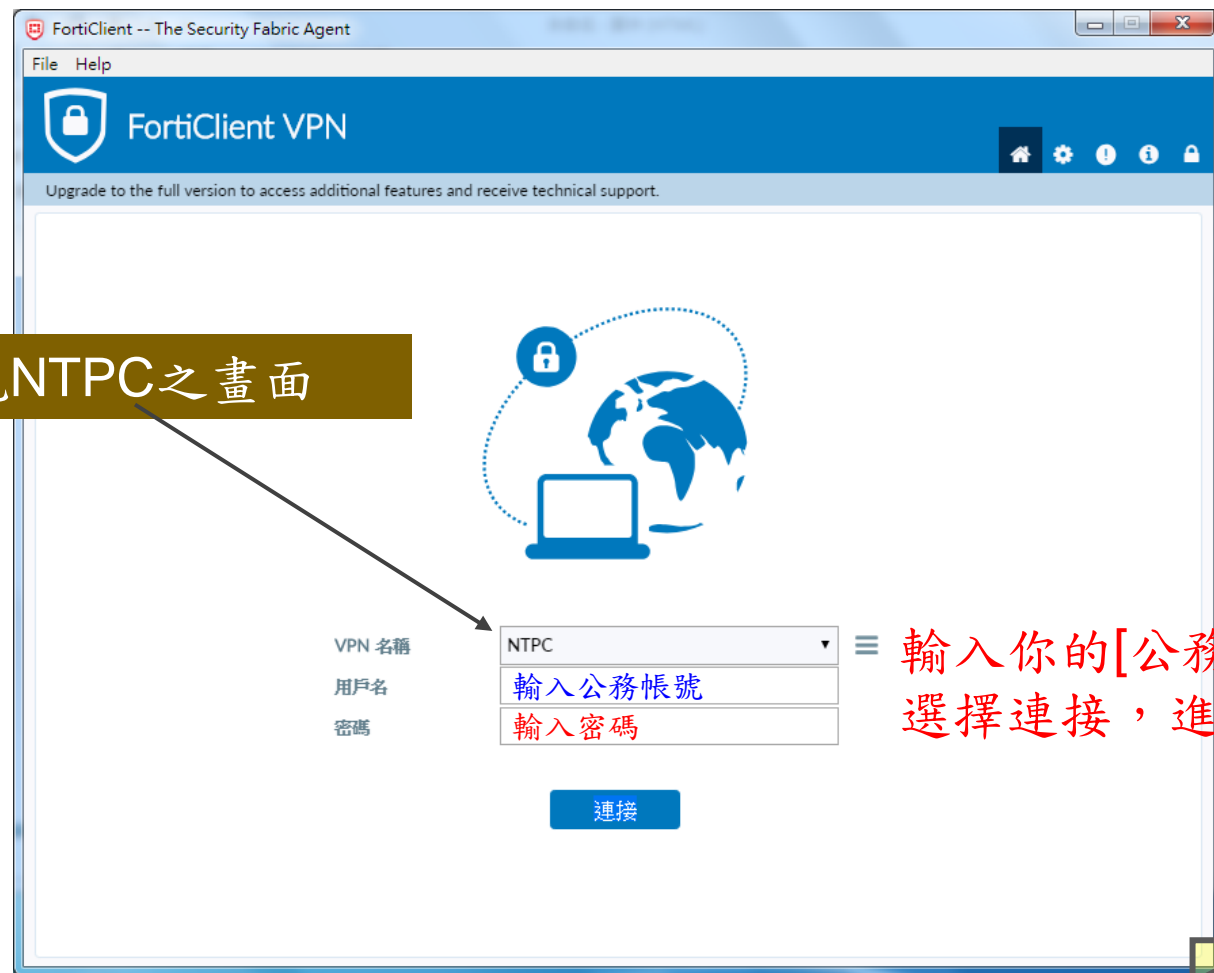 FortiClient -- The Security Fabric Agent
File Help
FortiClient VPN
Upgrade to the full version to access additional features and receive technical support.
NTPC之畫面
VPN 名稱
NTPC
用戶名
輸入公務帳號
密碼
輸入密碼
輸入你的[公務
選擇連接，進
連接